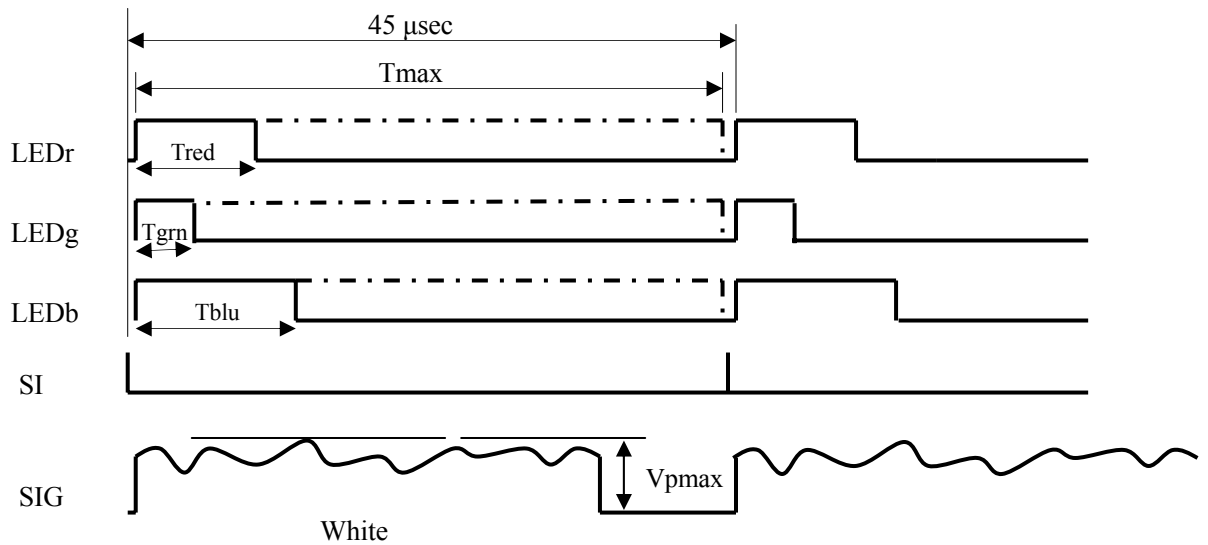 45 μsec
Tmax
LEDr
Tred
LEDg
Tgrn
LEDb
Tblu
SI
SIG
Vpmax
White